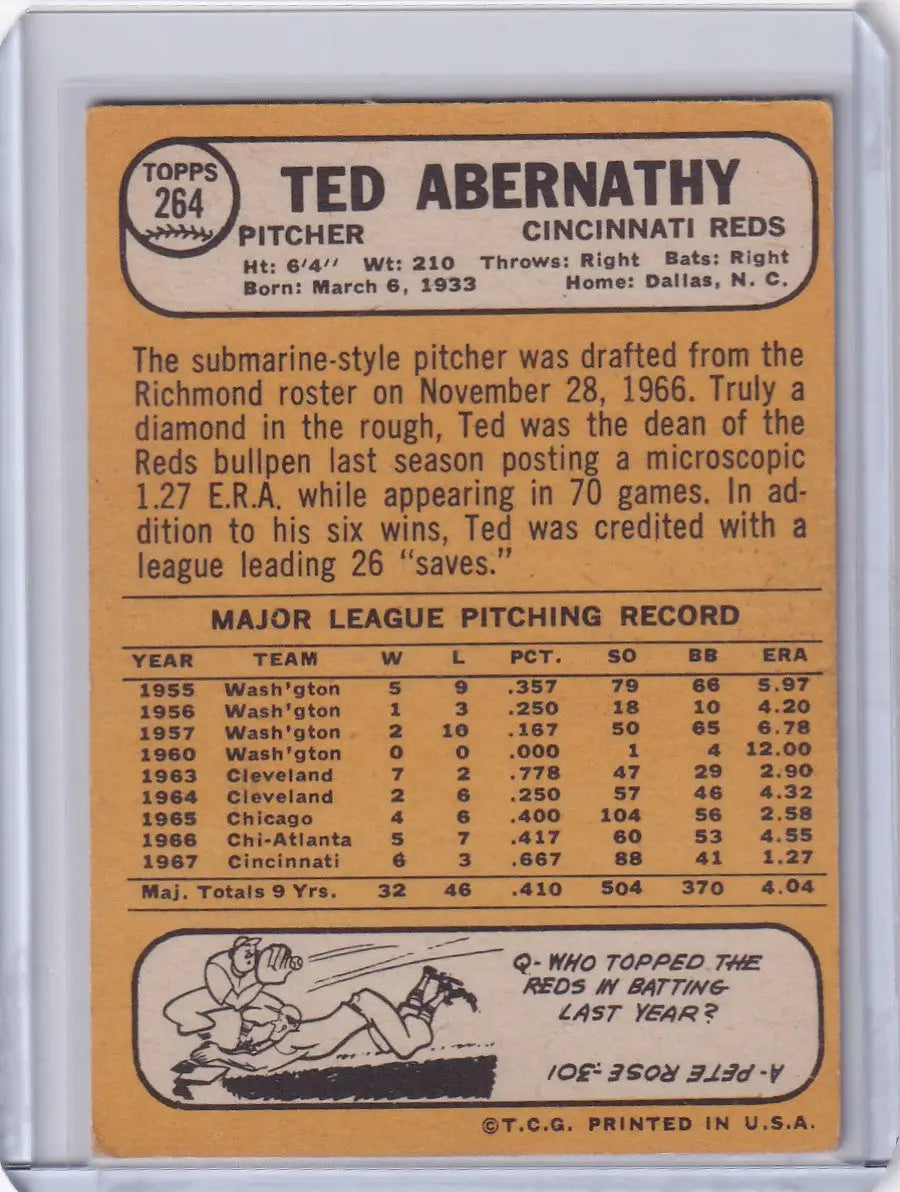 TOPPS
264
TED ABERNATHY
PITCHER CINCINNATI REDS
Ht: 6'4'' Wt: 210 Throws: Right Bats: Right
Born: March 6, 1933 Home: Dallas, N. C.
The submarine-style pitcher was drafted from the
Richmond roster on November 28, 1966. Truly a
diamond in the rough, Ted was the dean of the
Reds bullpen last season posting a microscopic
1.27 E.R.A. while appearing in 70 games. In ad-
dition to his six wins, Ted was credited with a
league leading 26 “saves.”
MAJOR LEAGUE PITCHING RECORD
YEAR TEAM W L PCT. SO BB ERA
1955 Wash'gton 5 9 .357 79 66 5.97
1956 Wash'gton 1 3 .250 18 10 4.20
1957 Wash'gton 2 10 .167 50 65 6.78
1960 Wash'gton 0 0 .000 1 4 12.00
1963 Cleveland 7 2 .778 47 29 2.90
1964 Cleveland 2 6 .250 57 46 4.32
1965 Chicago 4 6 .400 104 56 2.58
1966 Chi-Atlanta 5 7 .417 60 53 4.55
1967 Cincinnati 6 3 .667 88 41 1.27
Maj. Totals 9 Yrs. 32 46 .410 504 370 4.04
Q-WHO TOPPED THE
REDS IN BATTING
LAST YEAR?
A-PETE ROSE-.301
©T.C.G. PRINTED IN U.S.A.